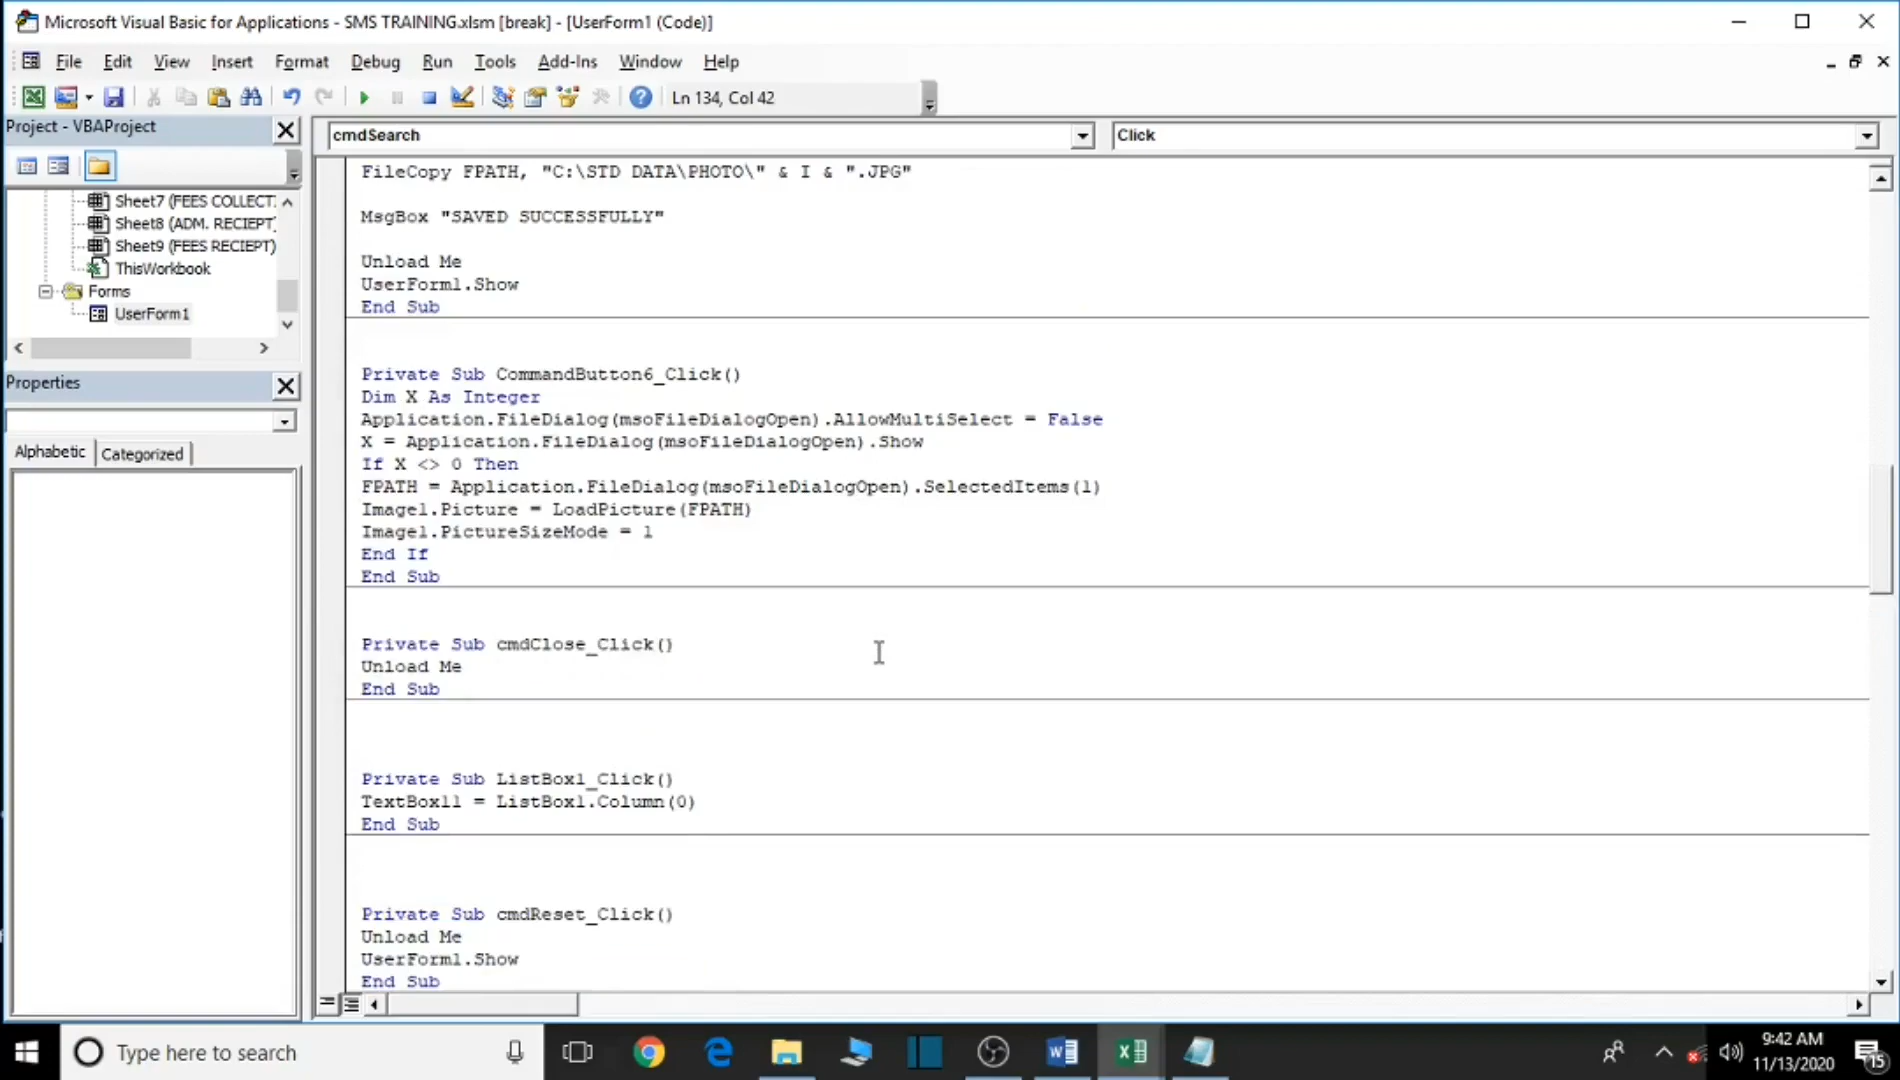 Microsoft Visual Basic for Applications - SMS TRAINING.xlsm [break] - [UserForm1 (Code)]
File Edit View Insert Format Debug Run Tools Add-Ins Window Help
Ln 134, Col 42
Project - VBAProject
cmdSearch
Click
Sheet7 (FEES COLLECT
Sheet8 (ADM. RECIEPT
Sheet9 (FEES RECIEPT)
ThisWorkbook
Forms
UserForm1
Properties
Alphabetic Categorized
FileCopy FPATH, "C:\STD DATA\PHOTO\" & I & ".JPG"
MsgBox "SAVED SUCCESSFULLY"
Unload Me
UserForm1.Show
End Sub
Private Sub CommandButton6_Click()
Dim X As Integer
Application.FileDialog(msoFileDialogOpen).AllowMultiSelect = False
X = Application.FileDialog(msoFileDialogOpen).Show
If X <> 0 Then
FPATH = Application.FileDialog(msoFileDialogOpen).SelectedItems(1)
Image1.Picture = LoadPicture(FPATH)
Image1.PictureSizeMode = 1
End If
End Sub
Private Sub cmdClose_Click()
Unload Me
End Sub
Private Sub ListBox1_Click()
TextBox11 = ListBox1.Column(0)
End Sub
Private Sub cmdReset_Click()
Unload Me
UserForm1.Show
End Sub
Type here to search
9:42 AM
11/13/2020
15